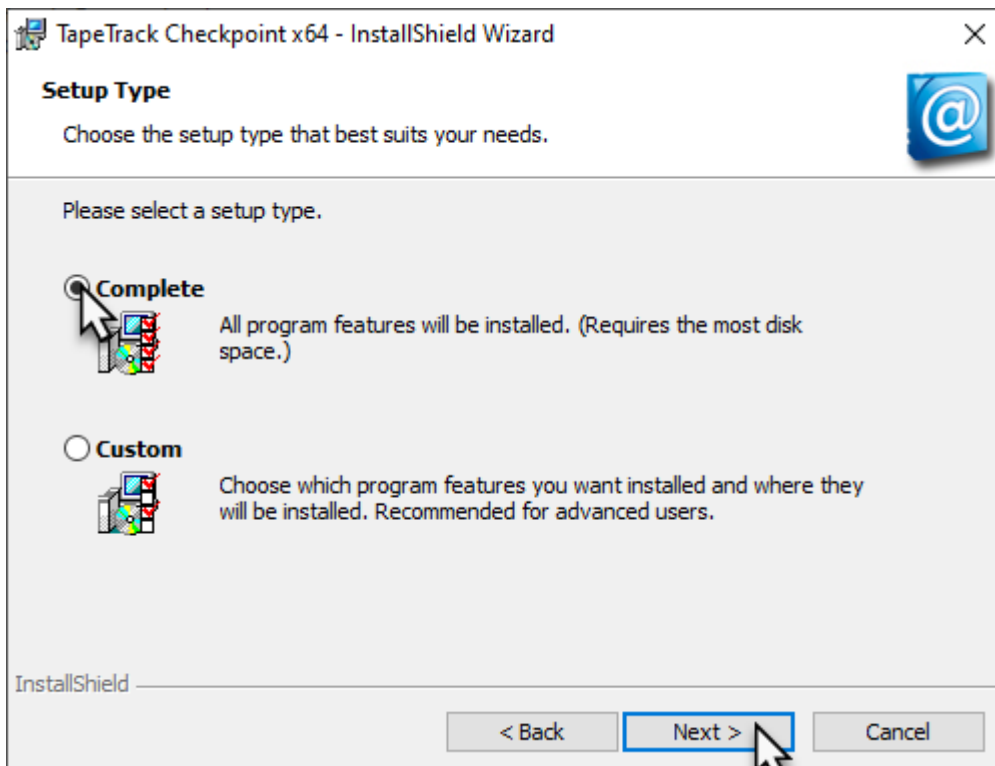 TapeTrack Checkpoint x64 - InstallShield Wizard
Setup Type
Choose the setup type that best suits your needs.
@
Please select a setup type.
Complete
All program features will be installed. (Requires the most disk
space.)
Custom
Choose which program features you want installed and where they
will be installed. Recommended for advanced users.
InstallShield
< Back
Next >
Cancel